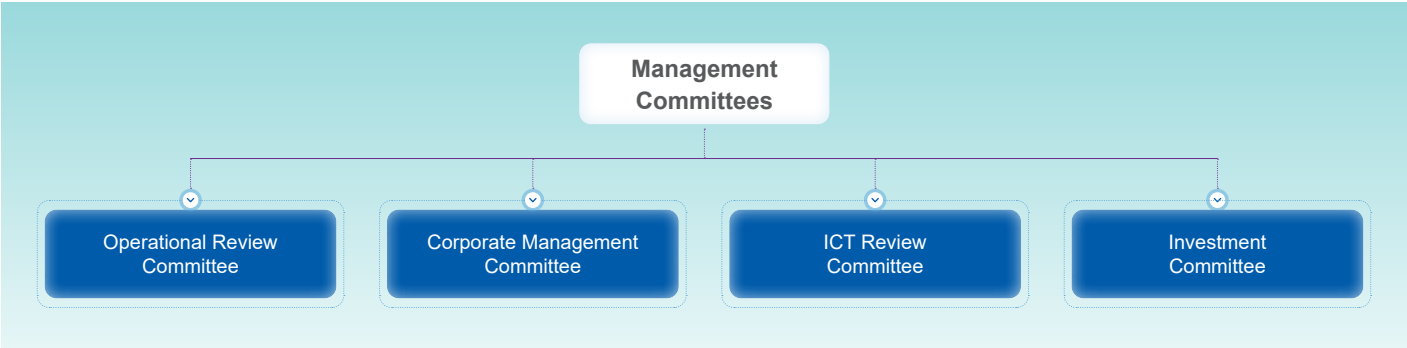 Management
Committees
Operational Review
Committee
Corporate Management
Committee
ICT Review
Committee
Investment
Committee